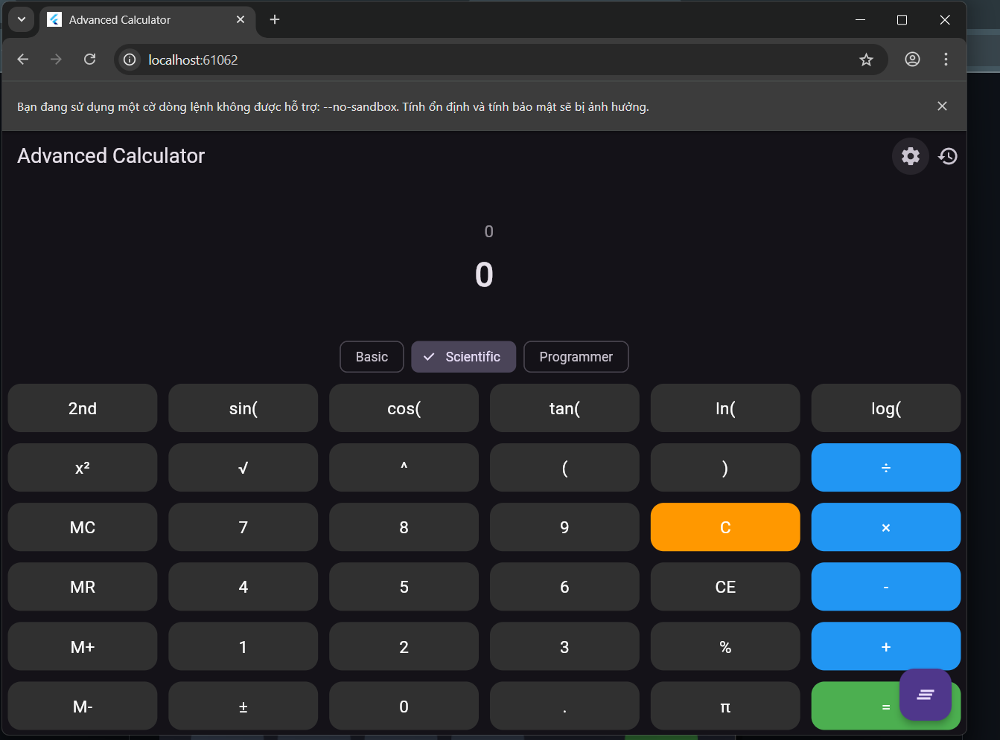 Advanced Calculator
localhost:61062
Bạn đang sử dụng một cờ dòng lệnh không được hỗ trợ: --no-sandbox. Tính ổn định và tính bảo mật sẽ bị ảnh hưởng.
Advanced Calculator
0
0
Basic Scientific Programmer
2nd sin( cos( tan( ln( log(
x² √ ^ ( ) ÷
MC 7 8 9 C ×
MR 4 5 6 CE -
M+ 1 2 3 % +
M- ± 0 . π =